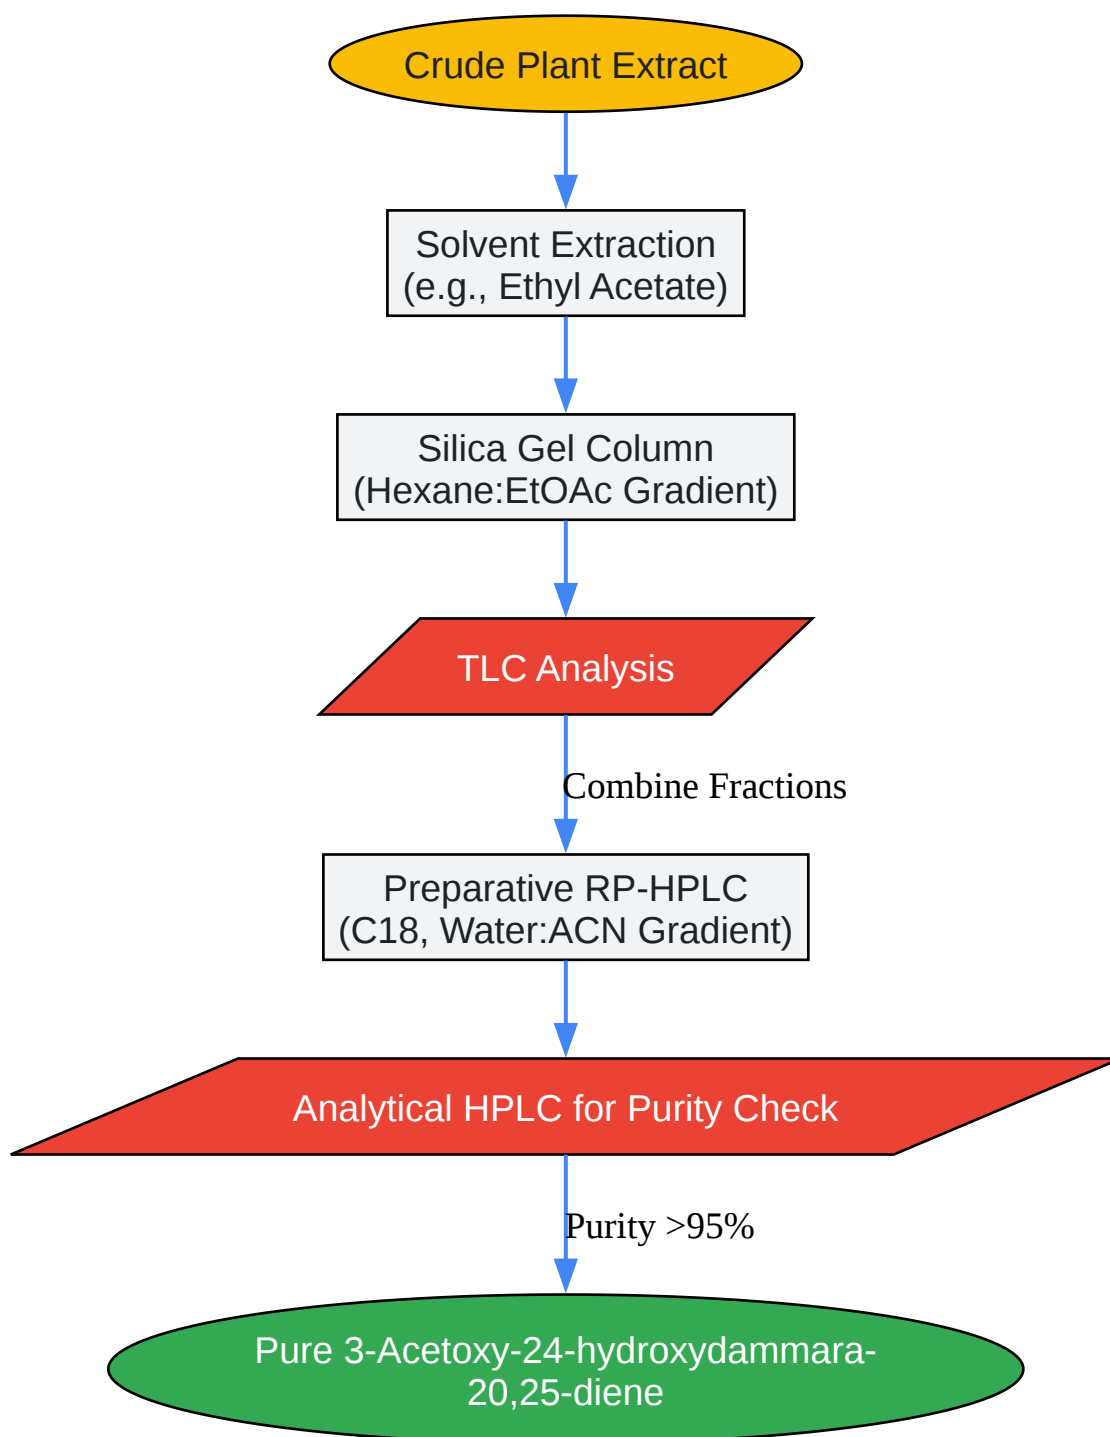 Crude Plant Extract
Solvent Extraction
(e.g., Ethyl Acetate)
Silica Gel Column
(Hexane:EtOAc Gradient)
TLC Analysis
Combine Fractions
Preparative RP-HPLC
(C18, Water:ACN Gradient)
Analytical HPLC for Purity Check
Purity >95%
Pure 3-Acetoxy-24-hydroxydammara-
20,25-diene